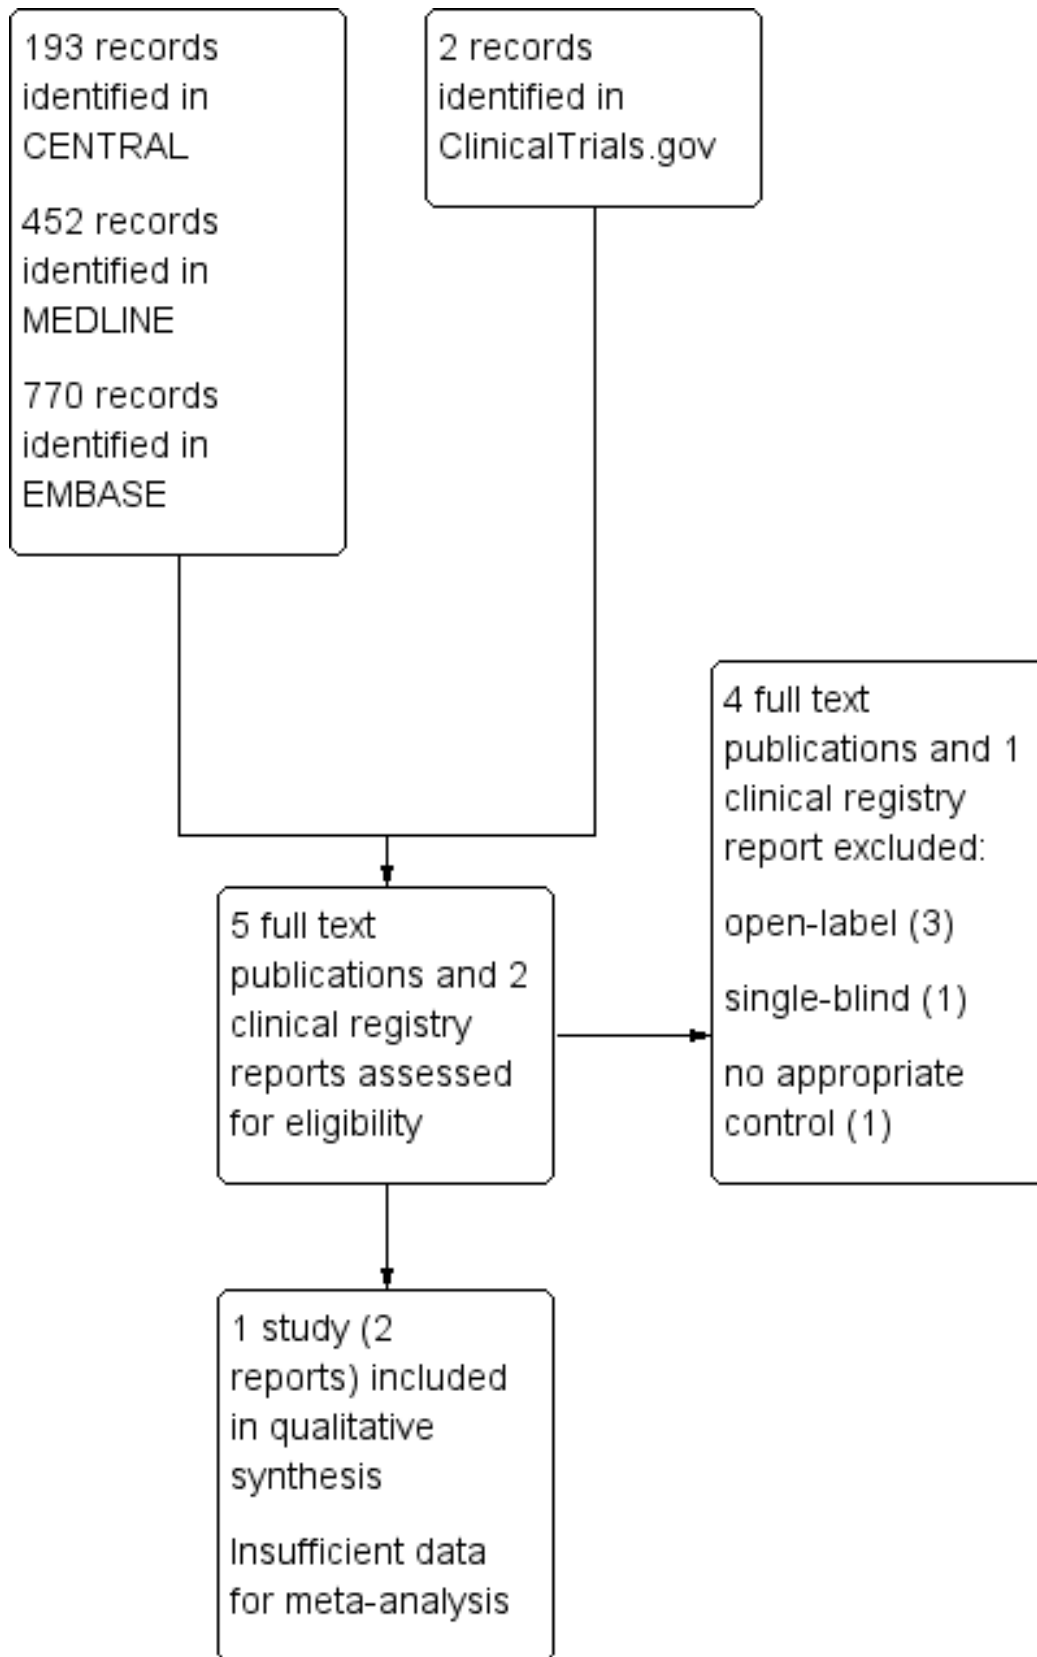 193 records
identified in
CENTRAL
452 records
identified in
MEDLINE
770 records
identified in
EMBASE
2 records
identified in
ClinicalTrials.gov
5 full text
publications and 2
clinical registry
reports assessed
for eligibility
4 full text
publications and 1
clinical registry
report excluded:
open-label (3)
single-blind (1)
no appropriate
control (1)
1 study (2
reports) included
in qualitative
synthesis
Insufficient data
for meta-analysis